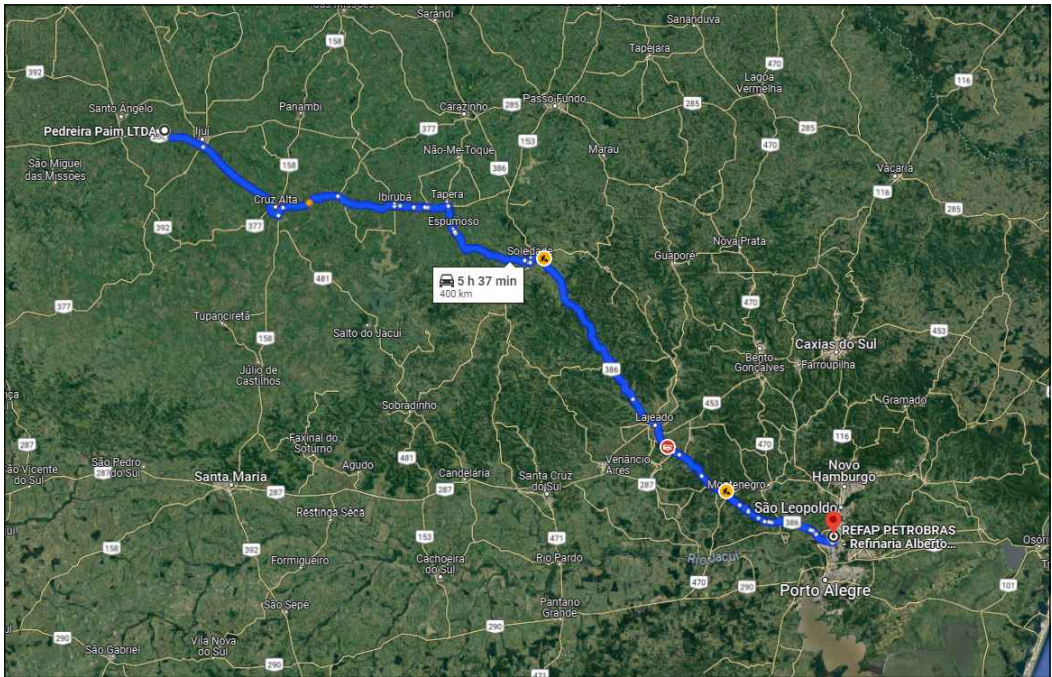 Sarandi
Sananduva
158
Tapejara
392
470
Lagoa
Vermelha
116
Santo Ângelo
Panambi
Carazinho
285
Passo Fundo
285
Pedreira Paim LTDA
Ijuí
377
153
285
Não-Me-Toque
Marau
São Miguel
das Missões
158
386
470
Vacaria
116
Cruz Alta
Ibirubá
Tapera
285
392
377
Espumoso
Nova Prata
Soledade
Guaporé
5 h 37 min
400 km
481
377
470
Tupanciretã
158
Salto do Jacuí
453
Caxias do Sul
Júlio de
Castilhos
386
Bento
Gonçalves
Farroupilha
Sobradinho
453
Gramado
Lajeado
287
Faxinal do
Soturno
470
116
São Vicente
do Sul
287
São Pedro
do Sul
Agudo
481
Candelária
Venâncio
Aires
Santa Maria
287
Santa Cruz
do Sul
287
Montenegro
Novo
Hamburgo
Restinga Sêca
São Leopoldo
386
REFAP PETROBRAS
- Refinaria Alberto...
158
392
471
Formigueiro
Cachoeira
do Sul
Rio Pardo
Rio Jacuí
470
290
101
Porto Alegre
São Sepé
Pantano
Grande
290
290
Vila Nova
do Sul
São Gabriel
290
471